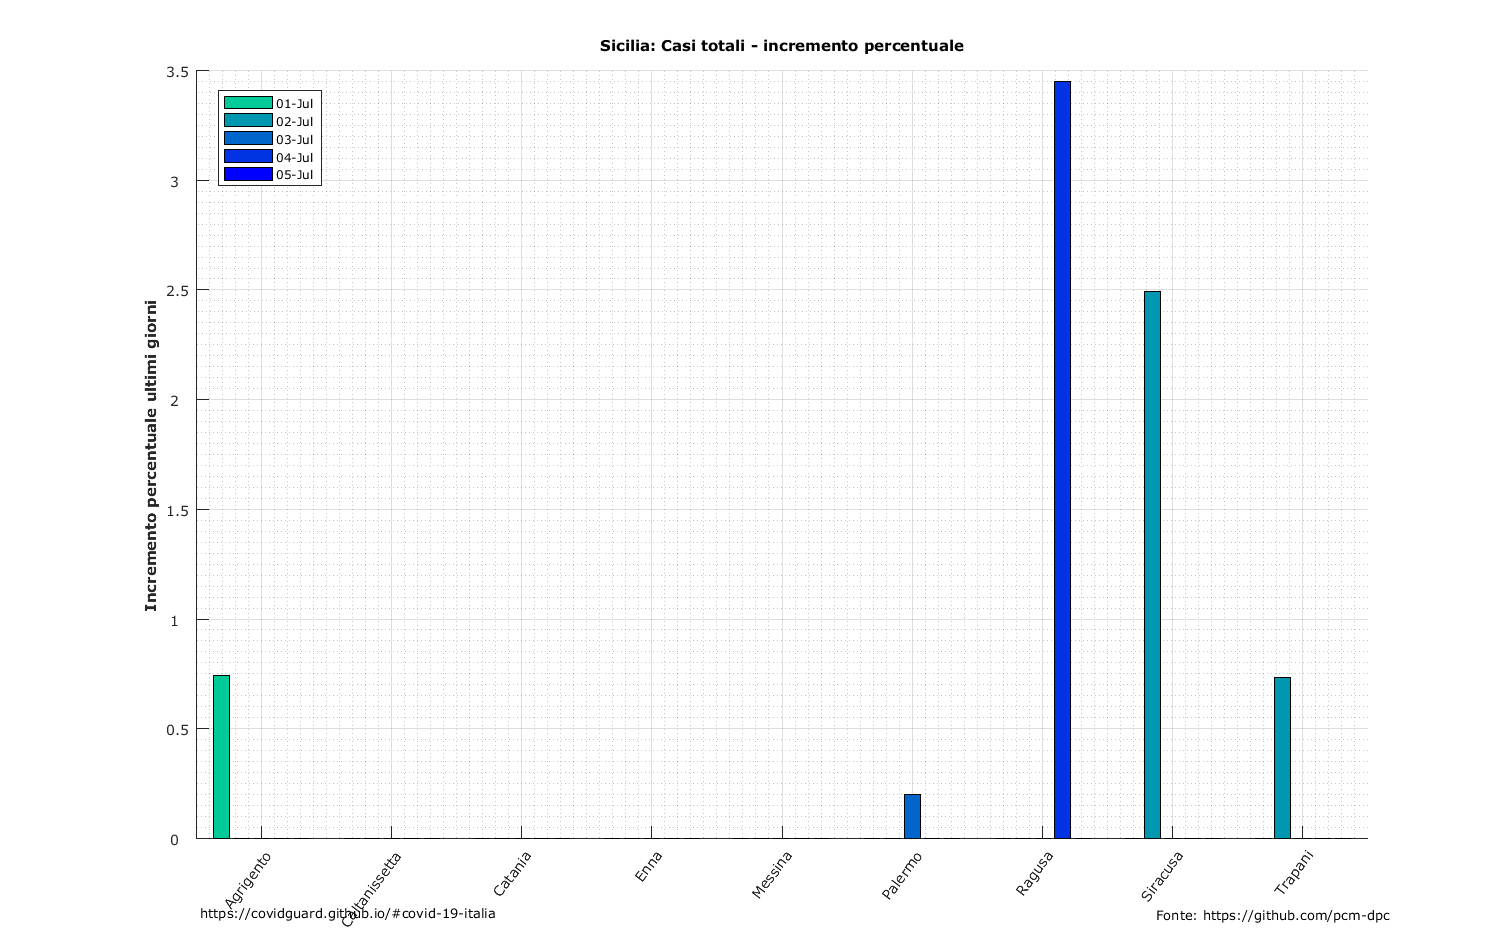 Sicilia: Casi totali - incremento percentuale
Incremento percentuale ultimi giorni
3.5
3
2.5
2
1.5
1
0.5
0
01-Jul
02-Jul
03-Jul
04-Jul
05-Jul
Agrigento
Caltanissetta
Catania
Enna
Messina
Palermo
Ragusa
Siracusa
Trapani
https://covidguard.github.io/#covid-19-italia
Fonte: https://github.com/pcm-dpc